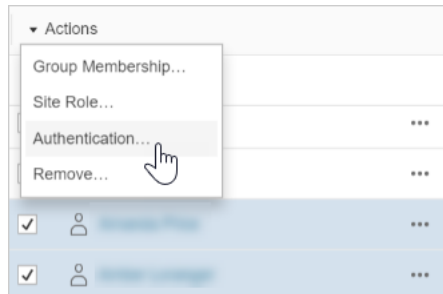 Actions
Group Membership...
Site Role...
Authentication...
Remove...